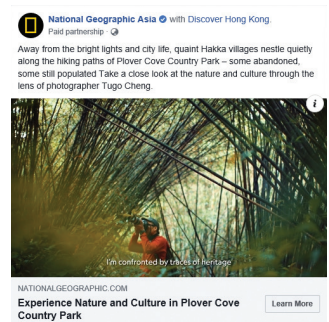 National Geographic Asia with Discover Hong Kong.
Paid partnership ·
Away from the bright lights and city life, quaint Hakka villages nestle quietly
along the hiking paths of Plover Cove Country Park – some abandoned,
some still populated Take a close look at the nature and culture through the
lens of photographer Tugo Cheng.
i
I'm confronted by traces of heritage
NATIONALGEOGRAPHIC.COM
Experience Nature and Culture in Plover Cove
Country Park
Learn More